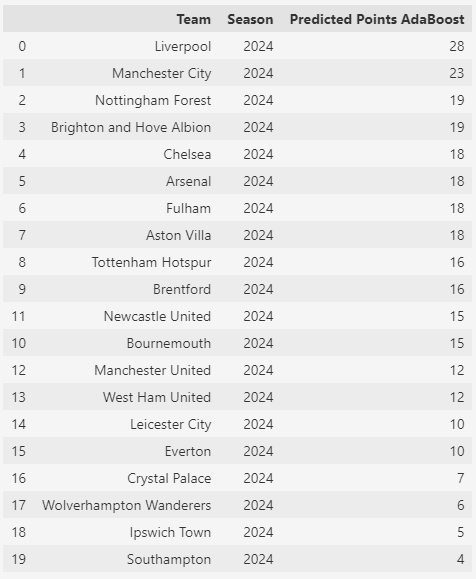 Team Season Predicted Points AdaBoost
0 Liverpool 2024 28
1 Manchester City 2024 23
2 Nottingham Forest 2024 19
3 Brighton and Hove Albion 2024 19
4 Chelsea 2024 18
5 Arsenal 2024 18
6 Fulham 2024 18
7 Aston Villa 2024 18
8 Tottenham Hotspur 2024 16
9 Brentford 2024 16
11 Newcastle United 2024 15
10 Bournemouth 2024 15
12 Manchester United 2024 12
13 West Ham United 2024 12
14 Leicester City 2024 10
15 Everton 2024 10
16 Crystal Palace 2024 7
17 Wolverhampton Wanderers 2024 6
18 Ipswich Town 2024 5
19 Southampton 2024 4